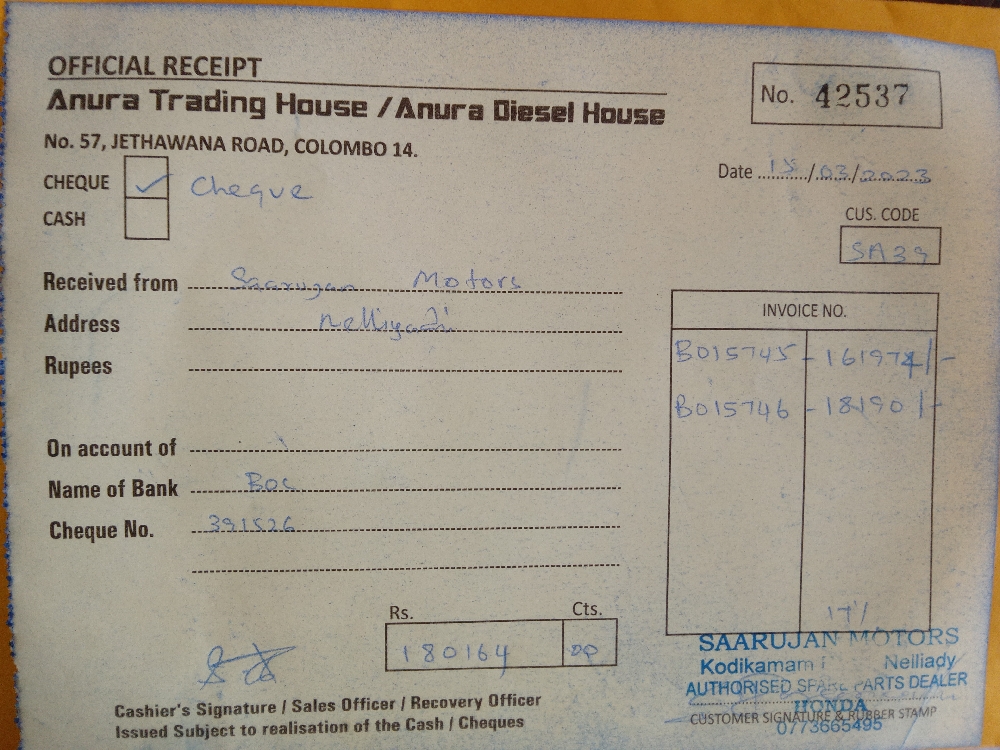 OFFICIAL RECEIPT
Anura Trading House / Anura Diesel House
No. 42537
No. 57, JETHAWANA ROAD, COLOMBO 14.
Date 15/03/2023
CHEQUE ✓ Cheque
CASH
CUS. CODE
SA39
Received from Saarujan Motors
Address Nelliyadi
Rupees
INVOICE NO.
B015745 - 161974/-
B015746 - 18190/-
On account of
Name of Bank BOC
Cheque No. 391526
Rs. Cts.
180164 00
17/
SAARUJAN MOTORS
Kodikamam Nelliady
AUTHORISED SPARE PARTS DEALER
HONDA
CUSTOMER SIGNATURE & RUBBER STAMP
0773665495
Cashier's Signature / Sales Officer / Recovery Officer
Issued Subject to realisation of the Cash / Cheques